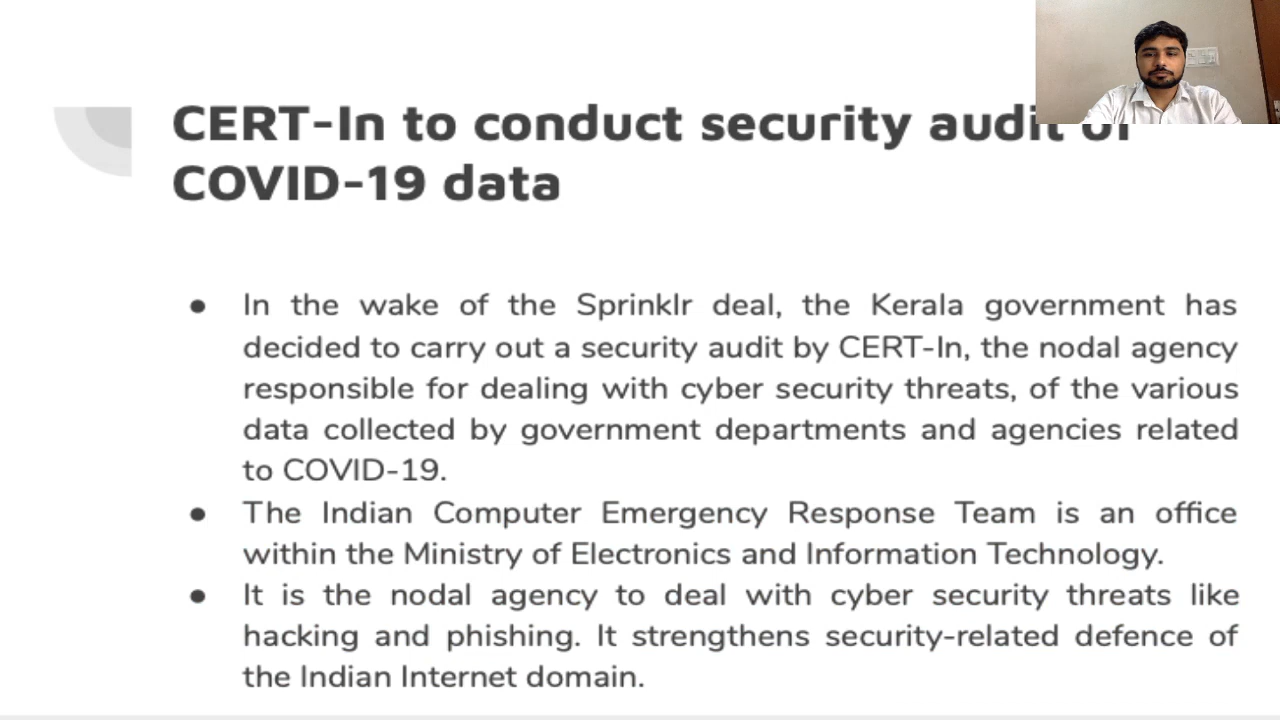 CERT-In to conduct security audit of
COVID-19 data
● In the wake of the Sprinklr deal, the Kerala government has
decided to carry out a security audit by CERT-In, the nodal agency
responsible for dealing with cyber security threats, of the various
data collected by government departments and agencies related
to COVID-19.
● The Indian Computer Emergency Response Team is an office
within the Ministry of Electronics and Information Technology.
● It is the nodal agency to deal with cyber security threats like
hacking and phishing. It strengthens security-related defence of
the Indian Internet domain.